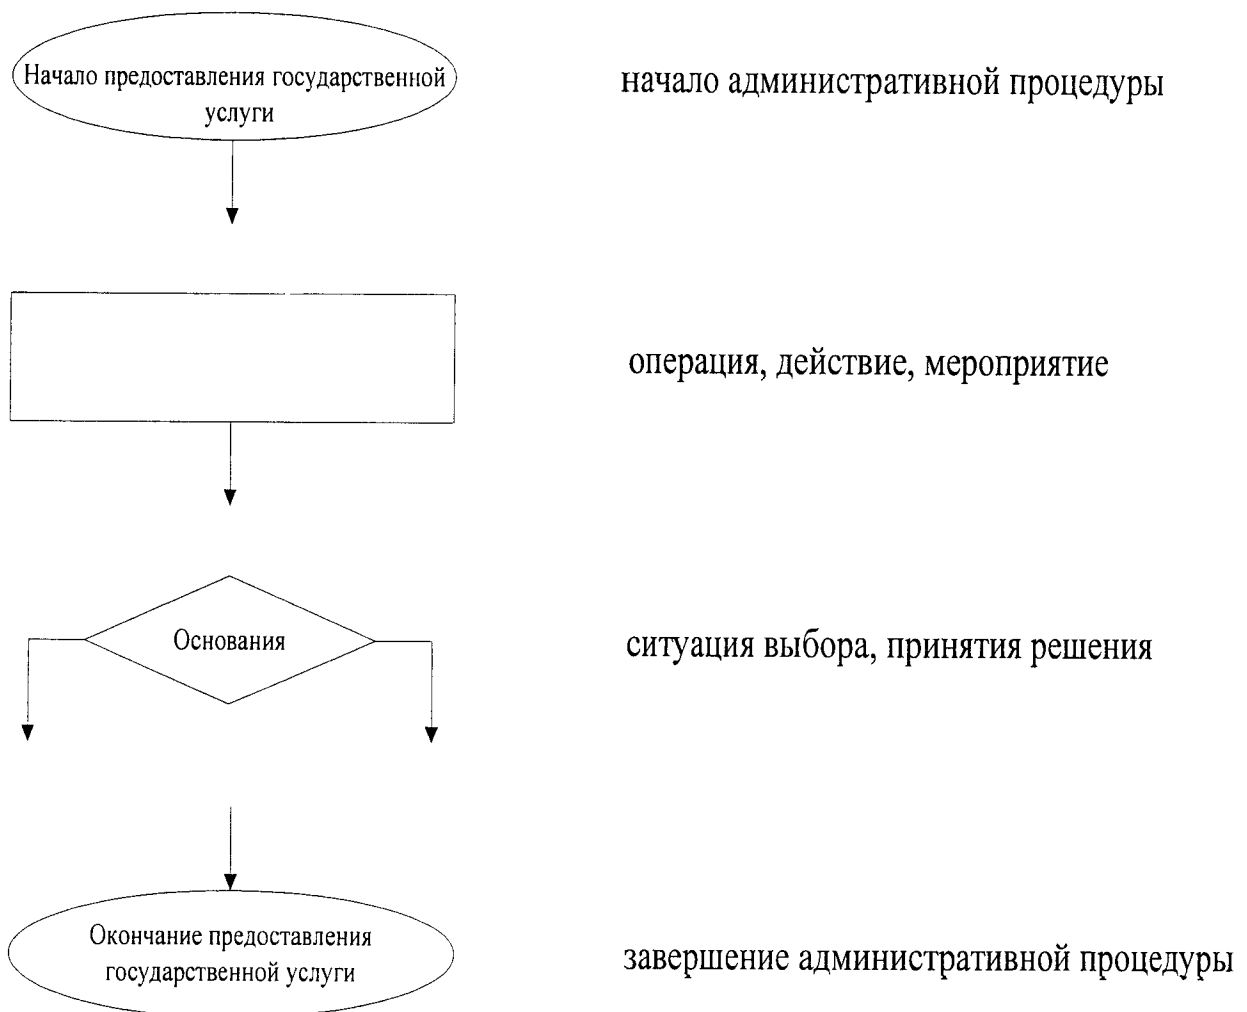 Начало предоставления государственной
услуги
начало административной процедуры
операция, действие, мероприятие
Основания
ситуация выбора, принятия решения
Окончание предоставления
государственной услуги
завершение административной процедуры